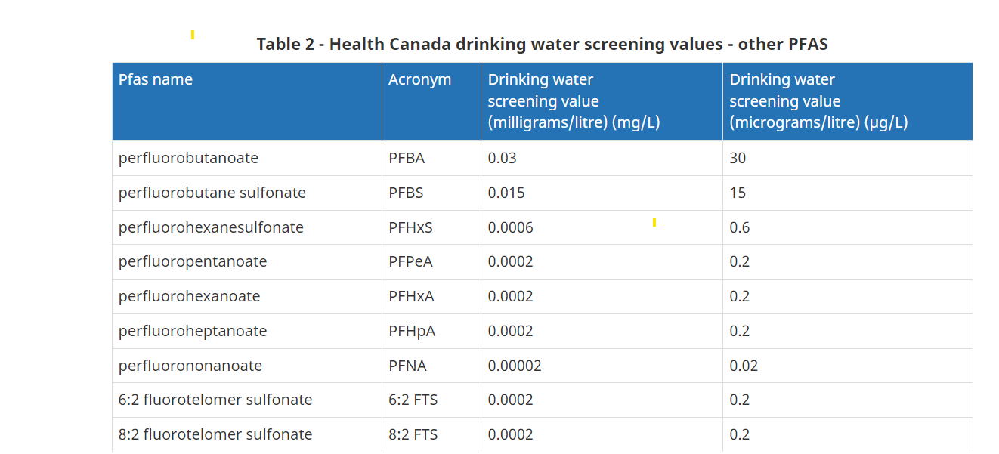 Table 2 - Health Canada drinking water screening values - other PFAS
Pfas name Acronym Drinking water screening value (milligrams/litre) (mg/L) Drinking water screening value (micrograms/litre) (µg/L)
perfluorobutanoate PFBA 0.03 30
perfluorobutane sulfonate PFBS 0.015 15
perfluorohexanesulfonate PFHxS 0.0006 0.6
perfluoropentanoate PFPeA 0.0002 0.2
perfluorohexanoate PFHxA 0.0002 0.2
perfluoroheptanoate PFHpA 0.0002 0.2
perfluorononanoate PFNA 0.00002 0.02
6:2 fluorotelomer sulfonate 6:2 FTS 0.0002 0.2
8:2 fluorotelomer sulfonate 8:2 FTS 0.0002 0.2